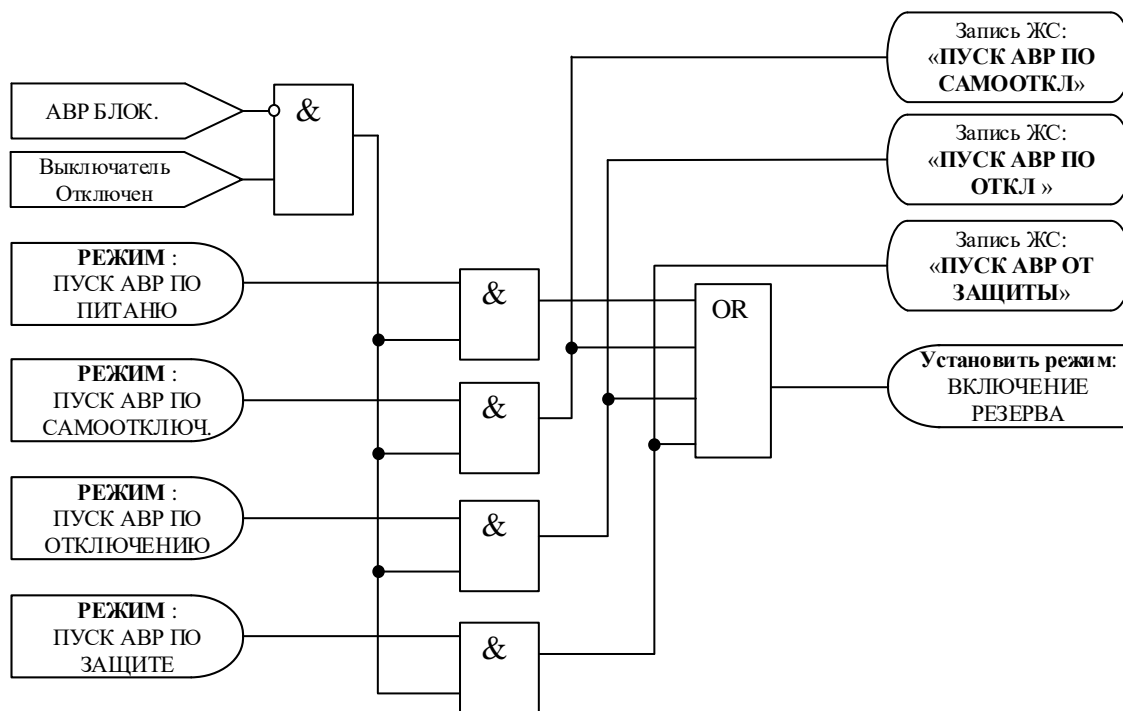 АВР БЛОК.
Выключатель
Отключен
РЕЖИМ :
ПУСК АВР ПО
ПИТАНЮ
РЕЖИМ :
ПУСК АВР ПО
САМООТКЛЮЧ.
РЕЖИМ :
ПУСК АВР ПО
ОТКЛЮЧЕНИЮ
РЕЖИМ :
ПУСК АВР ПО
ЗАЩИТЕ
&
&
&
&
&
OR
Запись ЖС:
«ПУСК АВР ПО
САМООТКЛ»
Запись ЖС:
«ПУСК АВР ПО
ОТКЛ »
Запись ЖС:
«ПУСК АВР ОТ
ЗАЩИТЫ»
Установить режим:
ВКЛЮЧЕНИЕ
РЕЗЕРВА